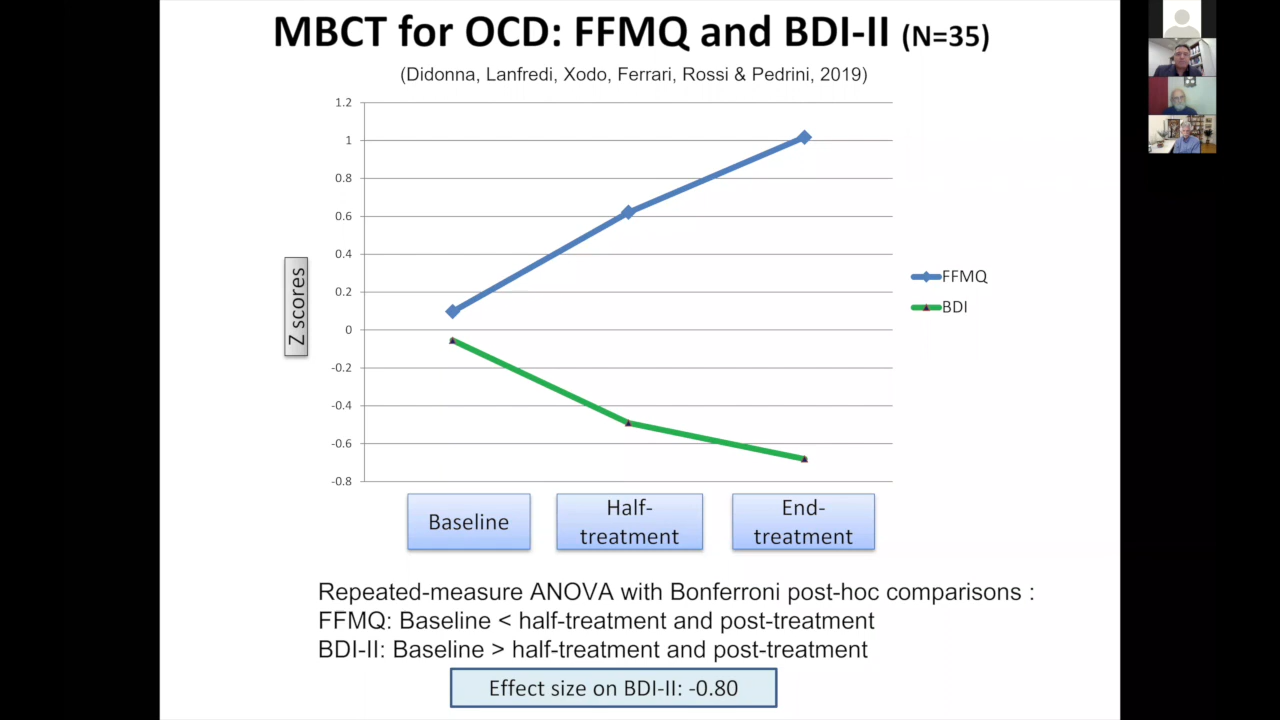 MBCT for OCD: FFMQ and BDI-II (N=35)
(Didonna, Lanfredi, Xodo, Ferrari, Rossi & Pedrini, 2019)
1.2
1
0.8
0.6
0.4
0.2
0
-0.2
-0.4
-0.6
-0.8
Z scores
FFMQ
BDI
Baseline
Half-
treatment
End-
treatment
Repeated-measure ANOVA with Bonferroni post-hoc comparisons :
FFMQ: Baseline < half-treatment and post-treatment
BDI-II: Baseline > half-treatment and post-treatment
Effect size on BDI-II: -0.80